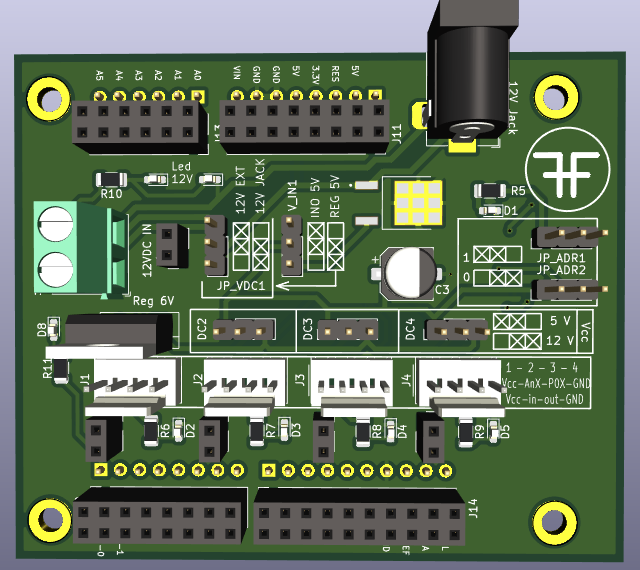 A5
A4
A3
A2
A1
A0
VIN
GND
GND
5V
3.3V
RES
5V
12V Jack
J11
Led
12V
R10
R5
D1
12V EXT
12V JACK
V_IN1
INO 5V
REG 5V
12VDC IN
JP_VDC1
C3
+
1
0
JP_ADR1
JP_ADR2
Reg 6V
D8
DC2
DC3
DC4
5 V
12 V
Vcc
R11
J1
J2
J3
J4
1 - 2 - 3 - 4
Vcc-AnX-POX-GND
Vcc-in-out-GND
R6
D2
R7
D3
R8
D4
R9
D5
J14
-0
-1
D
EF
A
L